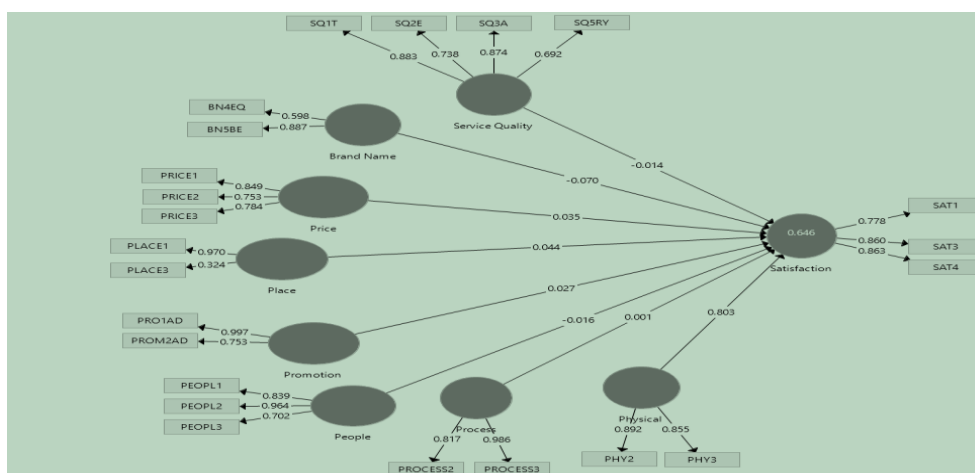 SQ1T SQ2E SQ3A SQ5RY
0.883 0.738 0.874 0.692
Service Quality
BN4EQ
BN5BE
0.598
0.887
Brand Name
-0.014
-0.070
PRICE1
PRICE2
PRICE3
0.849
0.753
0.784
Price
0.035
PLACE1
PLACE3
0.970
0.324
Place
0.044
0.646
Satisfaction
0.778
0.860
0.863
SAT1
SAT3
SAT4
PRO1AD
PROM2AD
0.997
0.753
Promotion
0.027
PEOPL1
PEOPL2
PEOPL3
0.839
0.964
0.702
People
-0.016
Process
0.001
0.817 0.986
PROCESS2 PROCESS3
Physical
0.803
0.892 0.855
PHY2 PHY3